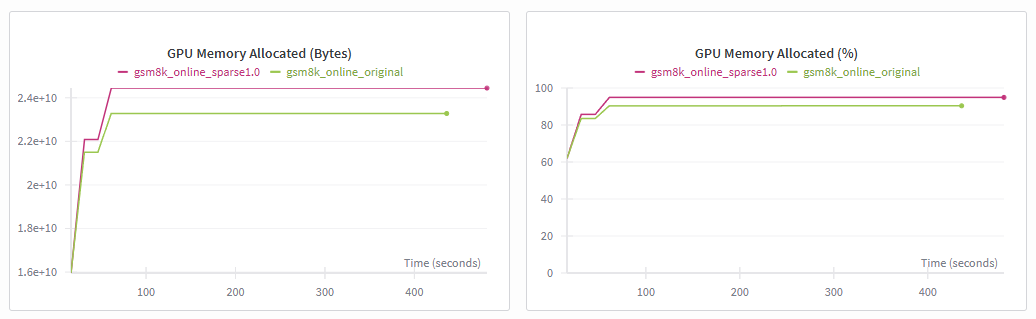 GPU Memory Allocated (Bytes)
gsm8k_online_sparse1.0 gsm8k_online_original
2.4e+10
2.2e+10
2e+10
1.8e+10
1.6e+10
Time (seconds)
100 200 300 400
GPU Memory Allocated (%)
gsm8k_online_sparse1.0 gsm8k_online_original
100
80
60
40
20
0
Time (seconds)
100 200 300 400